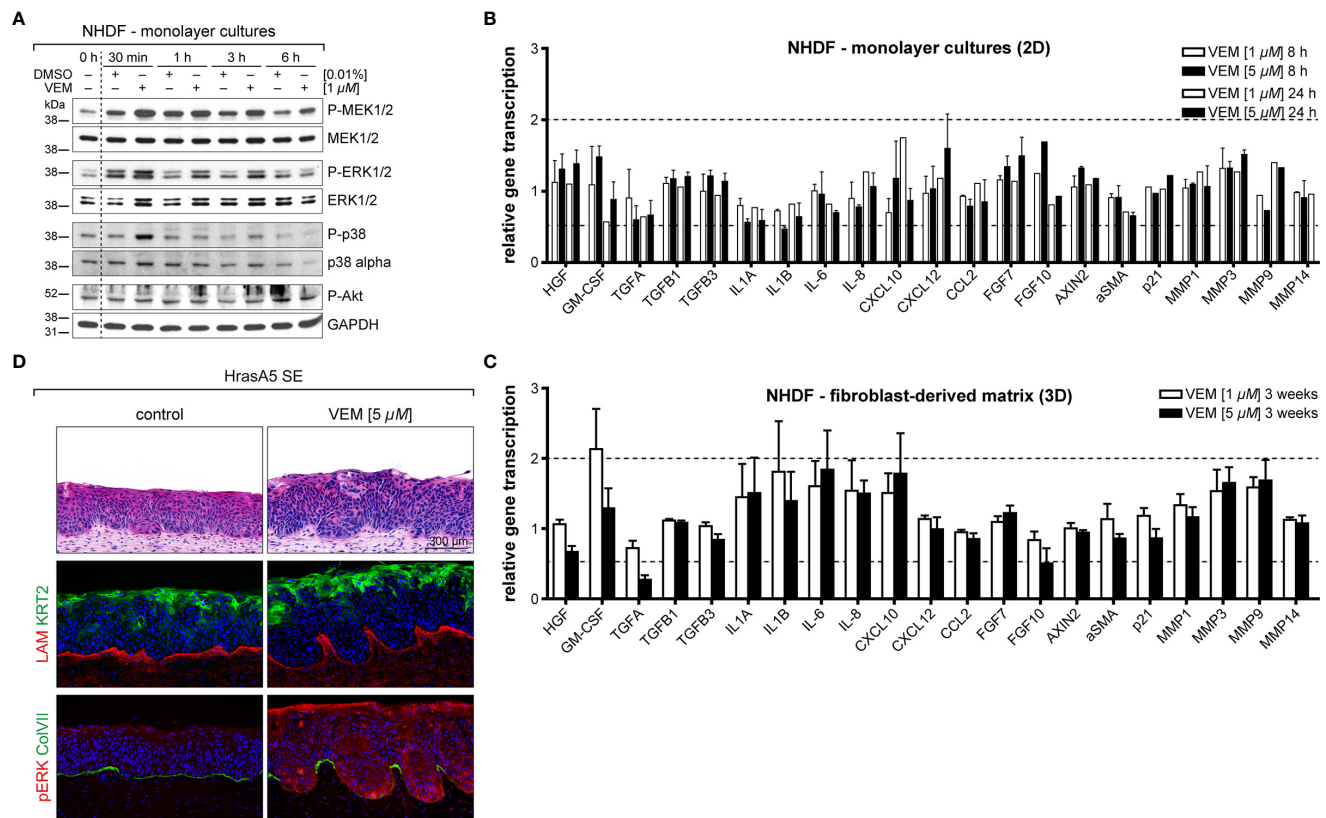 A
NHDF - monolayer cultures
0 h 30 min 1 h 3 h 6 h
DMSO – + – + – + – + – [0.01%]
VEM – – + – + – + – + [1 µM]
kDa
38 P-MEK1/2
38 MEK1/2
38 P-ERK1/2
ERK1/2
38 P-p38
38 p38 alpha
52 P-Akt
38
31 GAPDH
B
NHDF - monolayer cultures (2D)
VEM [1 µM] 8 h
VEM [5 µM] 8 h
VEM [1 µM] 24 h
VEM [5 µM] 24 h
relative gene transcription
3
2
1
0
HGF GM-CSF TGFA TGFB1 TGFB3 IL1A IL1B IL-6 IL-8 CXCL10 CXCL12 CCL2 FGF7 FGF10 AXIN2 aSMA p21 MMP1 MMP3 MMP9 MMP14
C
NHDF - fibroblast-derived matrix (3D)
VEM [1 µM] 3 weeks
VEM [5 µM] 3 weeks
relative gene transcription
3
2
1
0
HGF GM-CSF TGFA TGFB1 TGFB3 IL1A IL1B IL-6 IL-8 CXCL10 CXCL12 CCL2 FGF7 FGF10 AXIN2 aSMA p21 MMP1 MMP3 MMP9 MMP14
D
HrasA5 SE
control VEM [5 µM]
300 µm
LAM KRT2
pERK ColVII